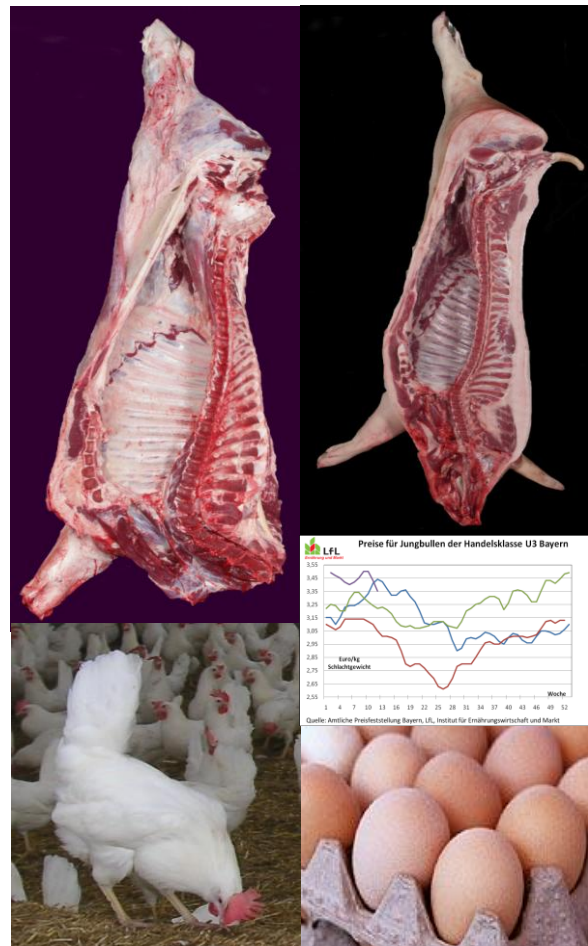 LfL
Ernährung und Markt
Preise für Jungbullen der Handelsklasse U3 Bayern
3,55
3,45
3,35
3,25
3,15
3,05
2,95
2,85
2,75
2,65
2,55
Euro/kg
Schlachtgewicht
Woche
1 4 7 10 13 16 19 22 25 28 31 34 37 40 43 46 49 52
Quelle: Amtliche Preisfeststellung Bayern, LfL, Institut für Ernährungswirtschaft und Markt